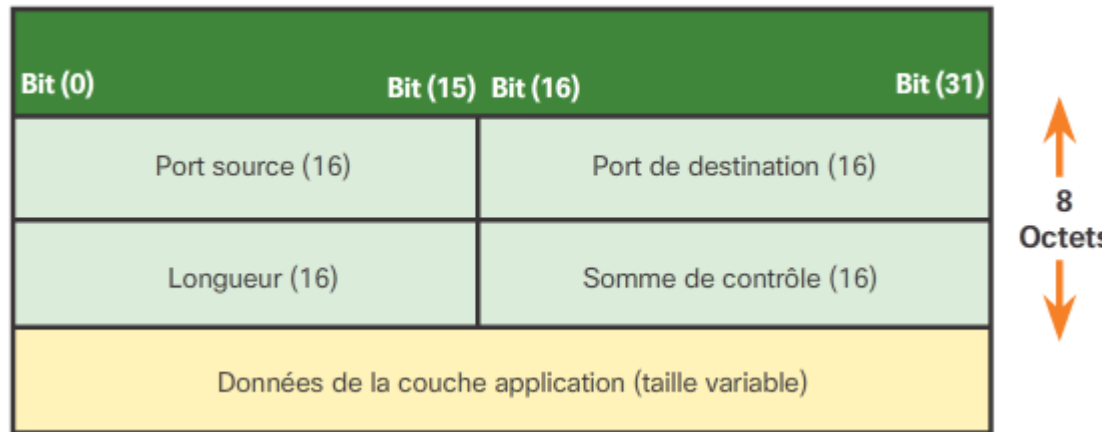 Bit (0) Bit (15) Bit (16) Bit (31)
Port source (16) Port de destination (16)
8
Octets
Longueur (16) Somme de contrôle (16)
Données de la couche application (taille variable)